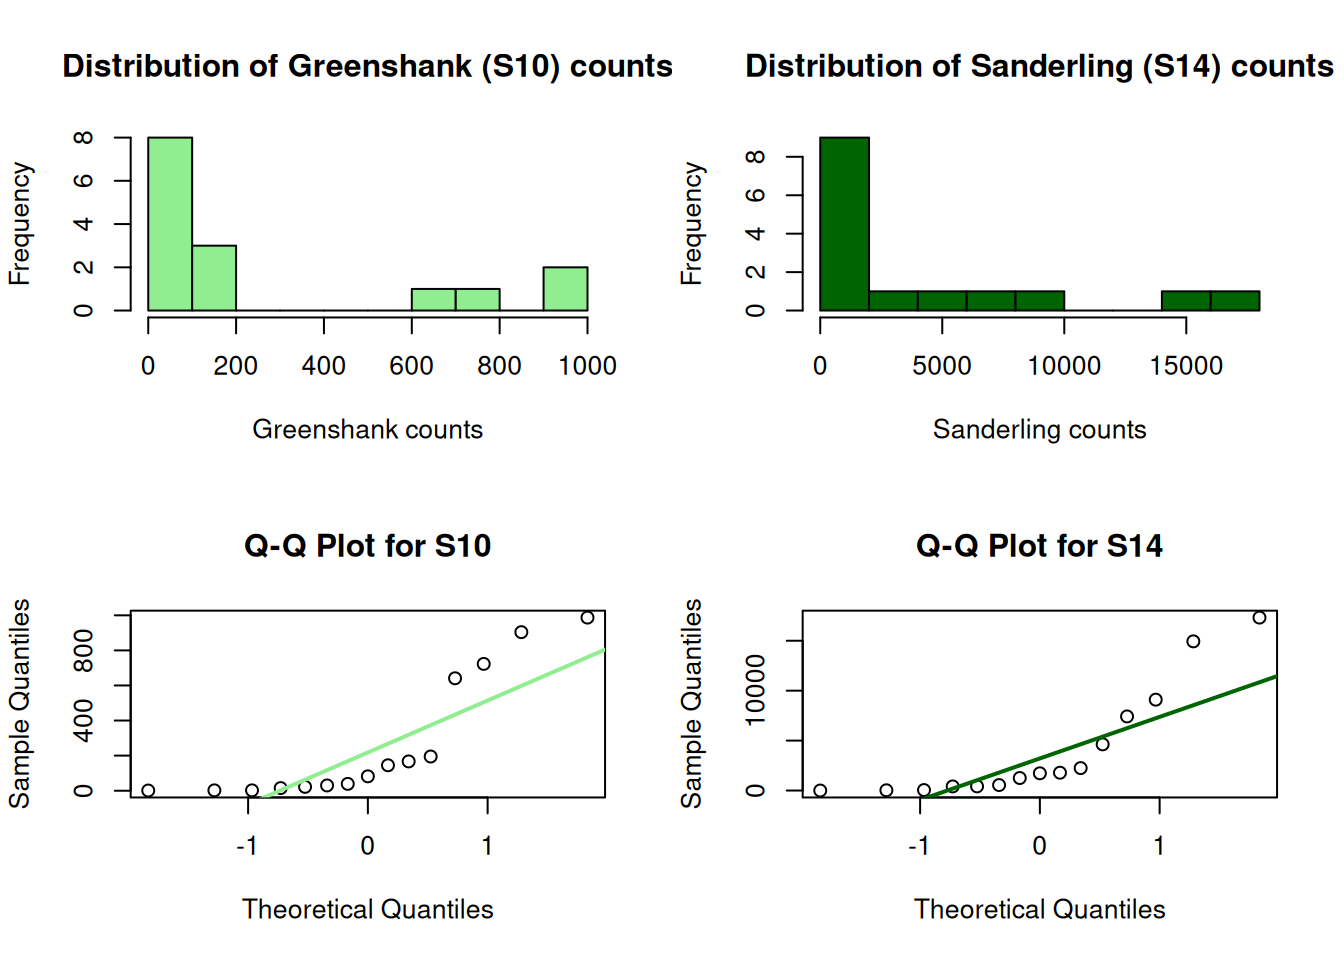 Distribution of Greenshank (S10) counts
Frequency
8
6
4
2
0
0 200 400 600 800 1000
Greenshank counts
Distribution of Sanderling (S14) counts
Frequency
8
6
4
2
0
0 5000 10000 15000
Sanderling counts
Q-Q Plot for S10
Sample Quantiles
800
400
0
-1 0 1
Theoretical Quantiles
Q-Q Plot for S14
Sample Quantiles
10000
0
-1 0 1
Theoretical Quantiles